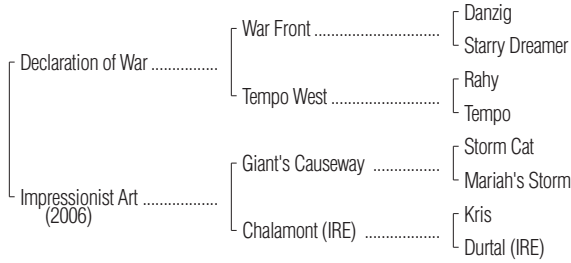 Danzig
War Front ..............................
Starry Dreamer
Declaration of War ................
Rahy
Tempo West ..........................
Tempo
Storm Cat
Giant's Causeway ................
Mariah's Storm
Impressionist Art ..................
(2006)
Kris
Chalamont (IRE) ..................
Durtal (IRE)